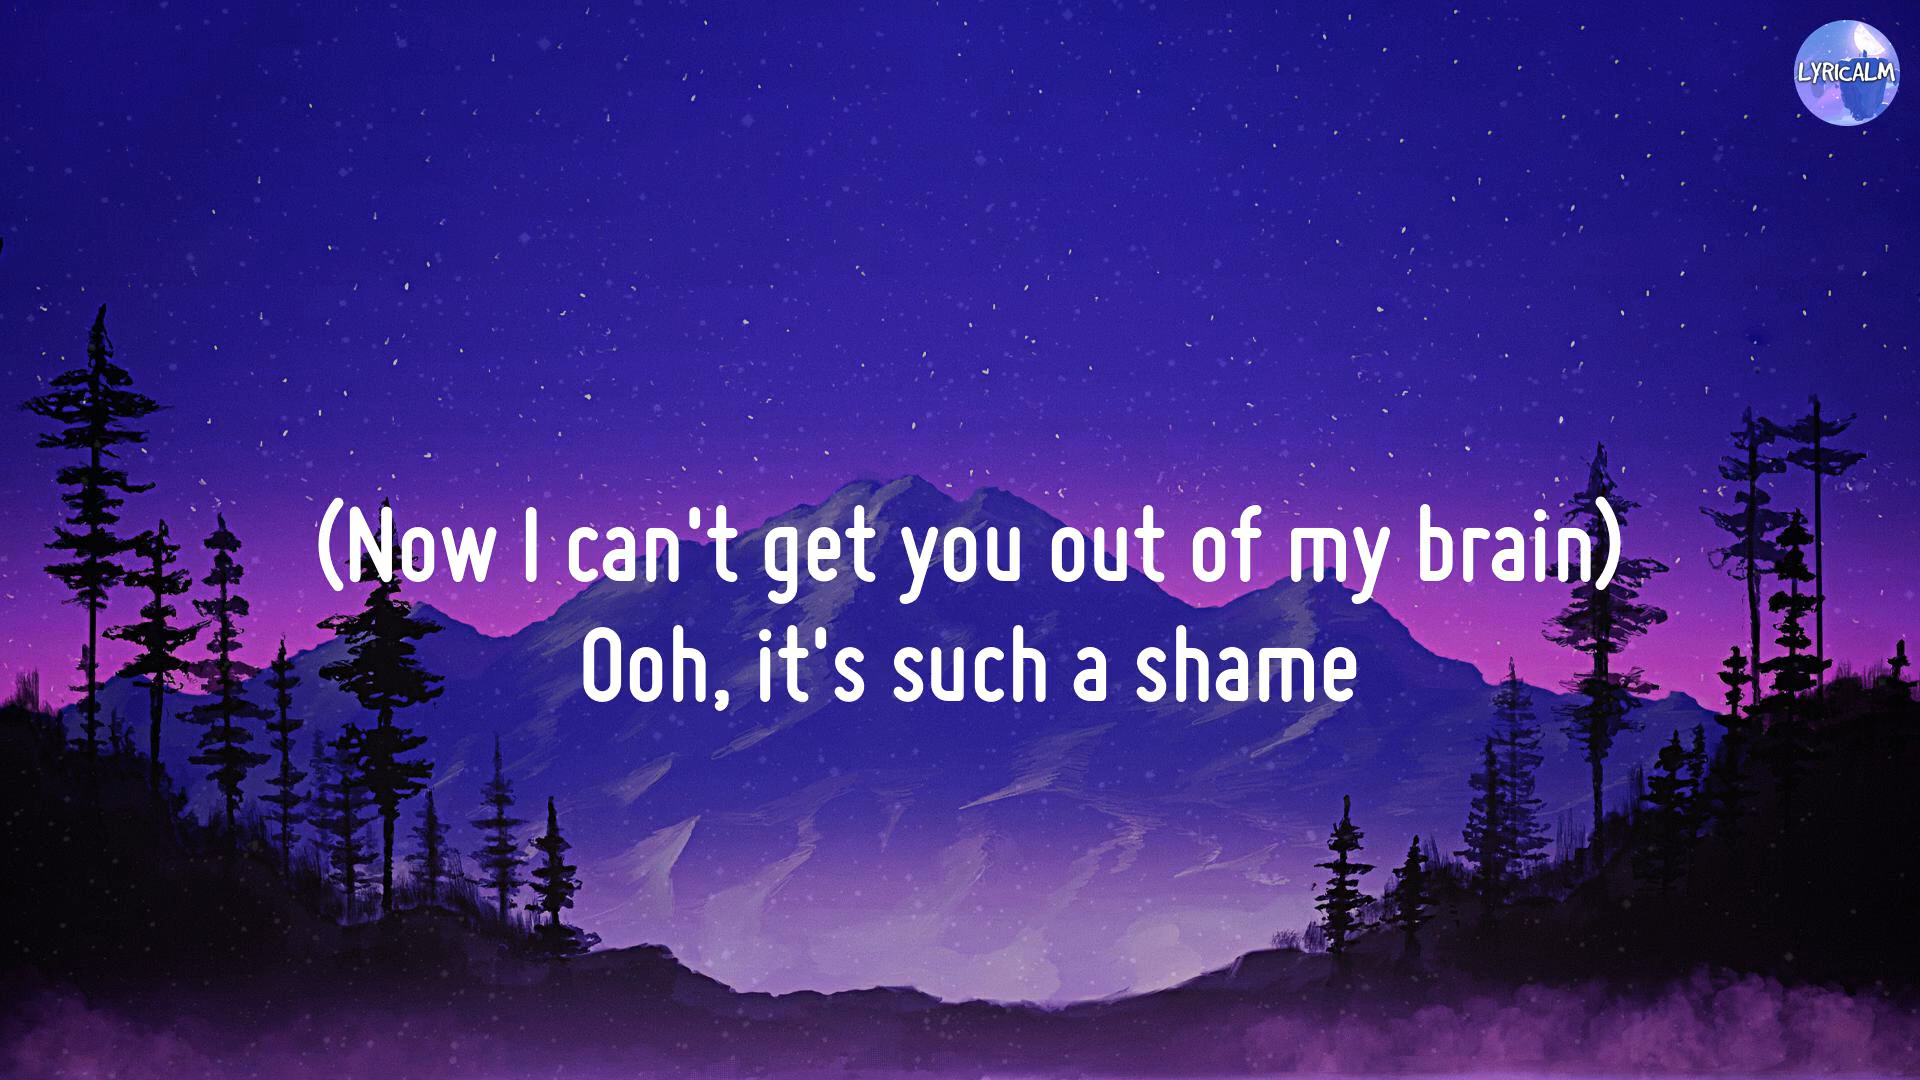 LYRICALM
(Now I can't get you out of my brain)
Ooh, it's such a shame